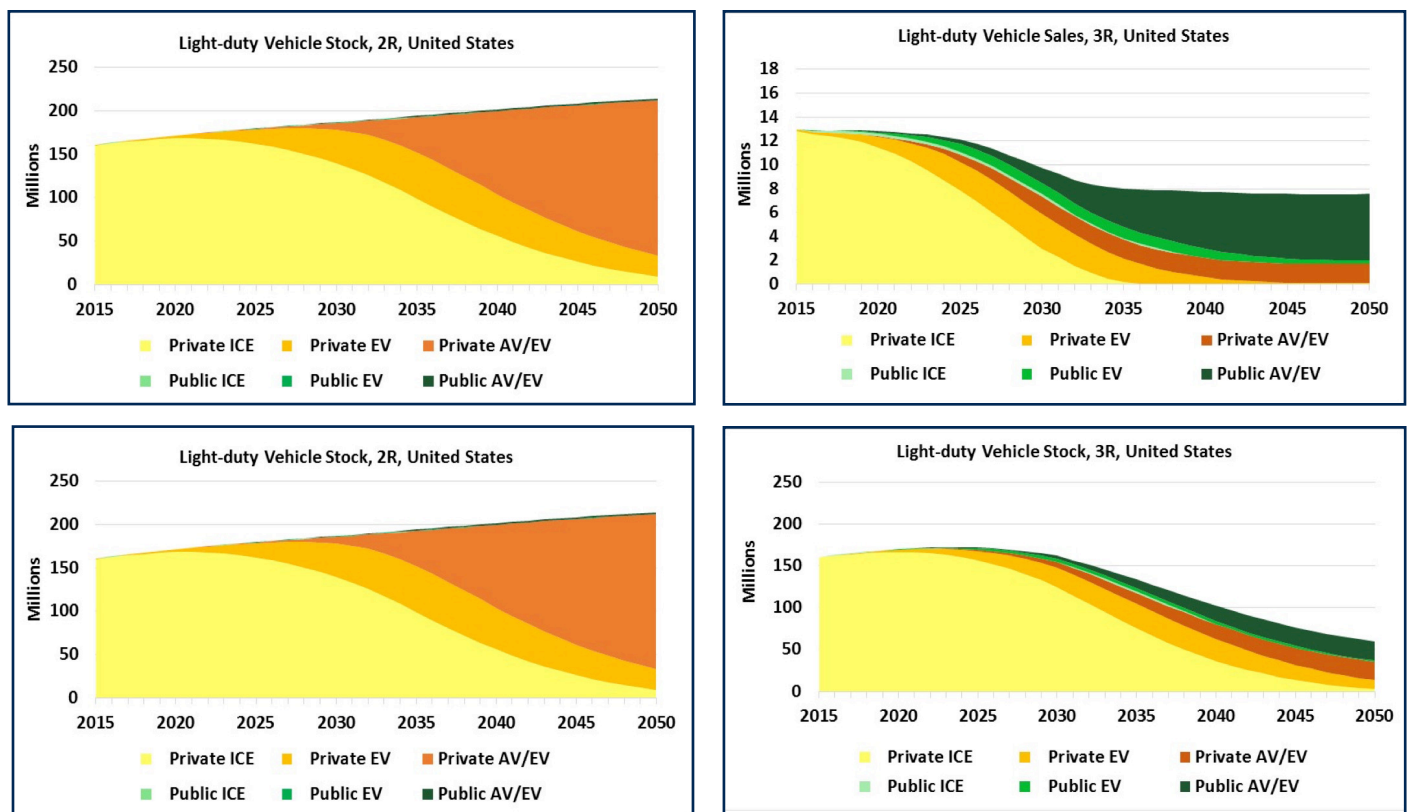 Light-duty Vehicle Stock, 2R, United States
250
200
150
100
50
0
Millions
2015 2020 2025 2030 2035 2040 2045 2050
Private ICE Private EV Private AV/EV
Public ICE Public EV Public AV/EV
Light-duty Vehicle Sales, 3R, United States
18
16
14
12
10
8
6
4
2
0
Millions
2015 2020 2025 2030 2035 2040 2045 2050
Private ICE Private EV Private AV/EV
Public ICE Public EV Public AV/EV
Light-duty Vehicle Stock, 2R, United States
250
200
150
100
50
0
Millions
2015 2020 2025 2030 2035 2040 2045 2050
Private ICE Private EV Private AV/EV
Public ICE Public EV Public AV/EV
Light-duty Vehicle Stock, 3R, United States
250
200
150
100
50
0
Millions
2015 2020 2025 2030 2035 2040 2045 2050
Private ICE Private EV Private AV/EV
Public ICE Public EV Public AV/EV